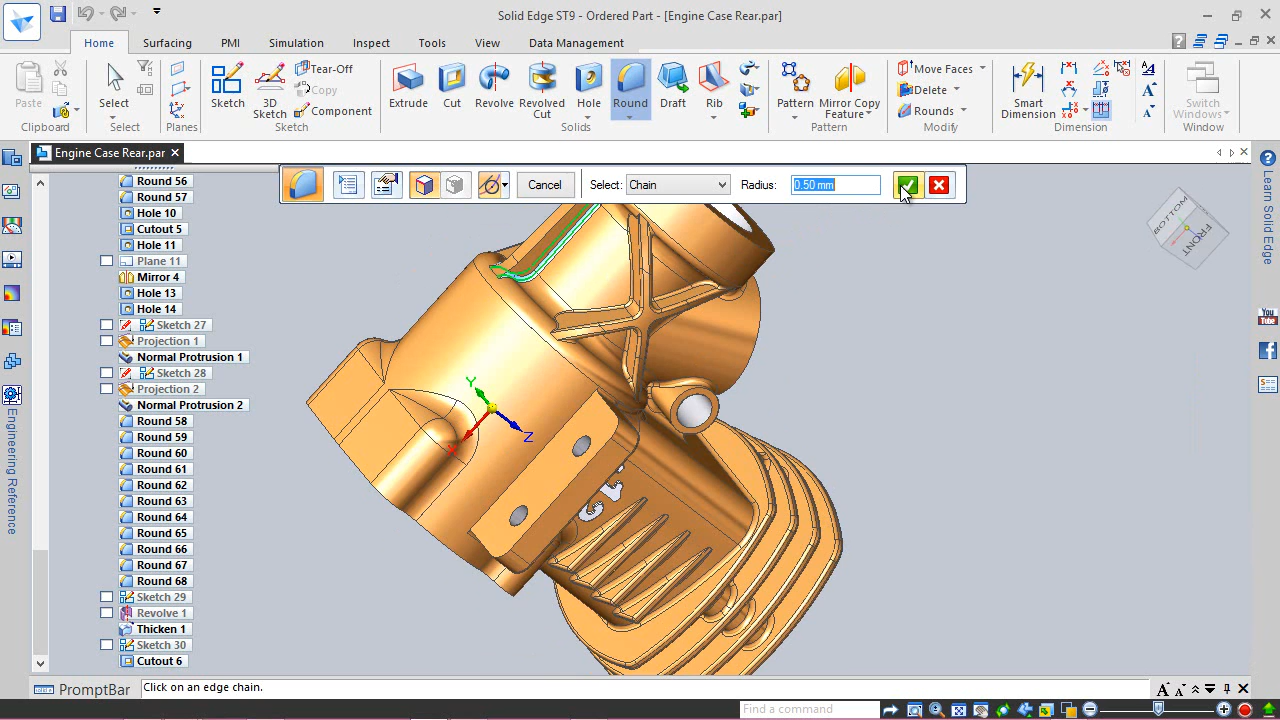 Solid Edge ST9 - Ordered Part - [Engine Case Rear.par]
Home Surfacing PMI Simulation Inspect Tools View Data Management
Paste
Clipboard
Select
Select
Tear-Off
Copy
Component
Planes
Sketch
3D Sketch
Sketch
Extrude
Cut
Revolve
Revolved Cut
Hole
Round
Draft
Rib
Solids
Pattern
Mirror Copy Feature
Pattern
Move Faces
Delete
Rounds
Modify
Smart Dimension
Dimension
Switch Windows
Window
Engine Case Rear.par
Cancel Select: Chain Radius: 0.50 mm
Round 56
Round 57
Hole 10
Cutout 5
Hole 11
Plane 11
Mirror 4
Hole 13
Hole 14
Sketch 27
Projection 1
Normal Protrusion 1
Sketch 28
Projection 2
Normal Protrusion 2
Round 58
Round 59
Round 60
Round 61
Round 62
Round 63
Round 64
Round 65
Round 66
Round 67
Round 68
Sketch 29
Revolve 1
Thicken 1
Sketch 30
Cutout 6
Engineering Reference
Y
Z
X
BOTTOM
FRONT
Learn Solid Edge
You
Tube
PromptBar
Click on an edge chain.
Find a command